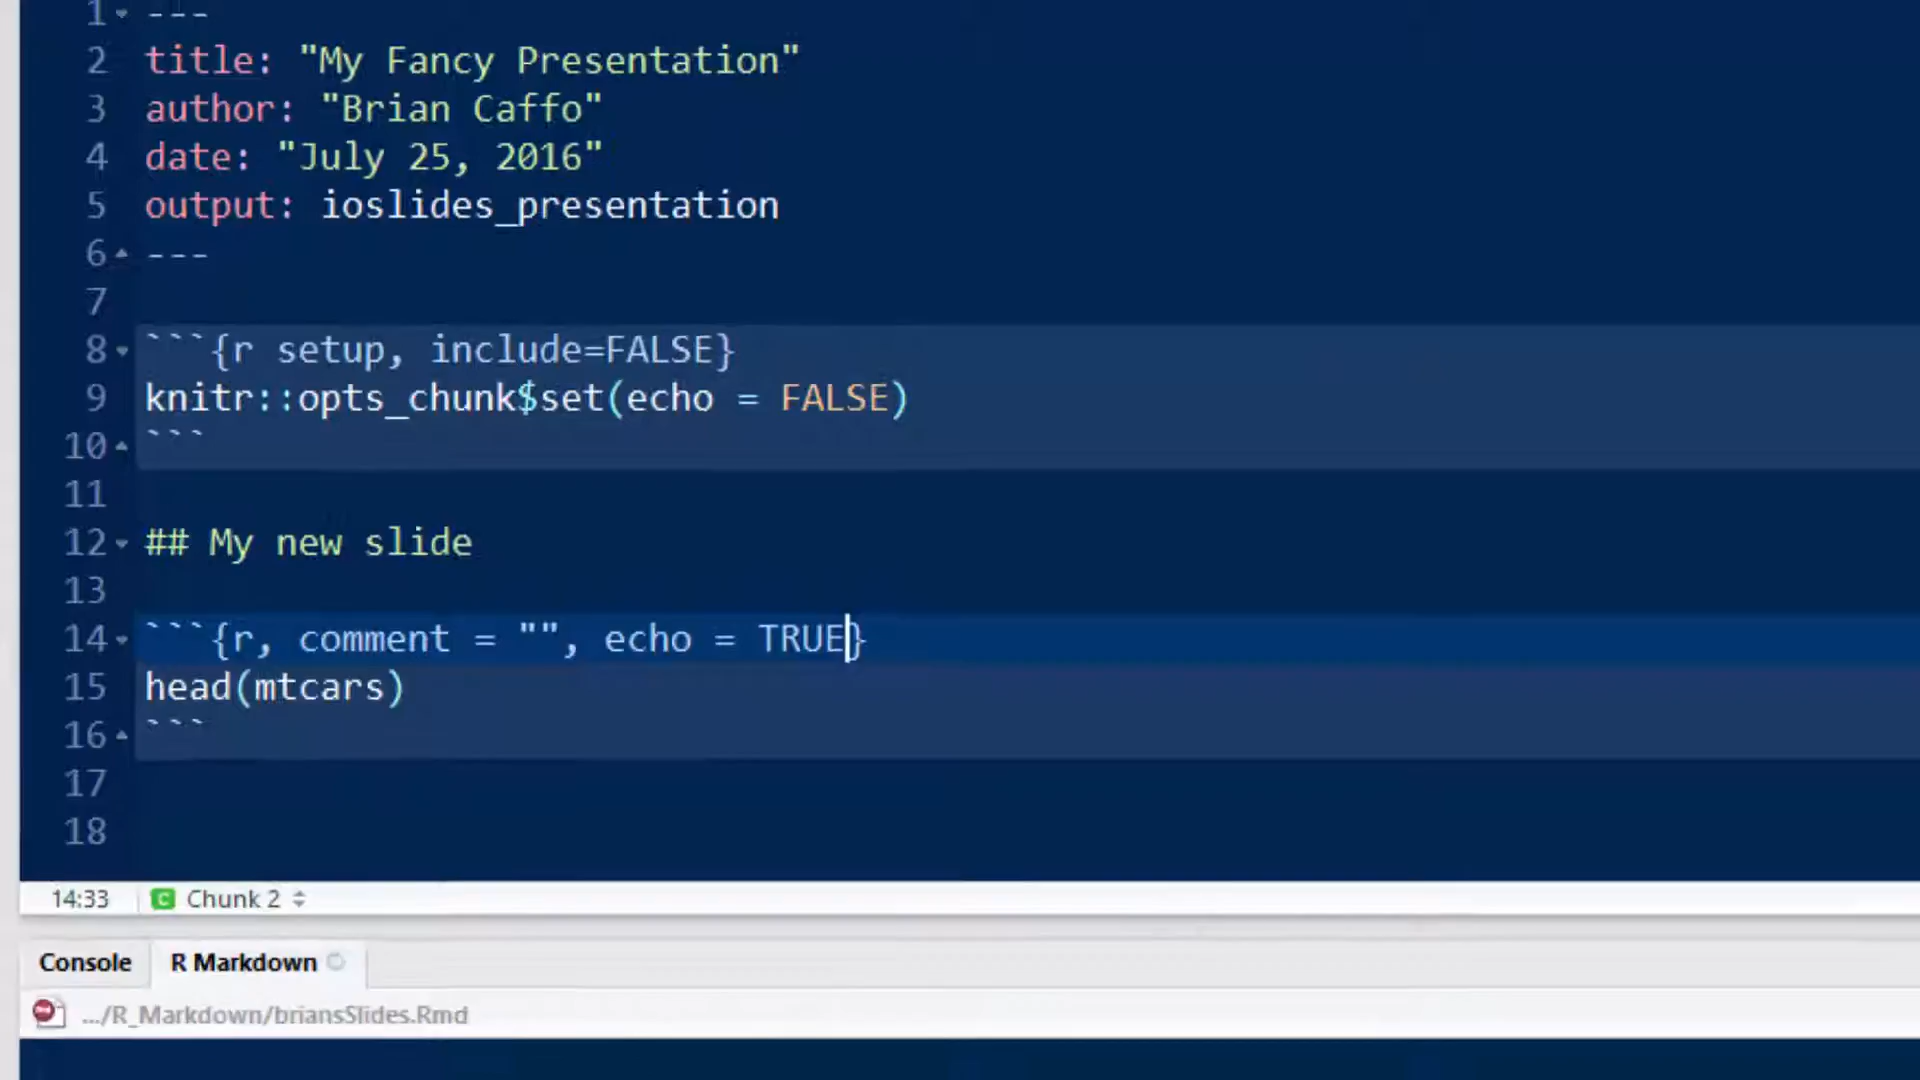 1 ---
2 title: "My Fancy Presentation"
3 author: "Brian Caffo"
4 date: "July 25, 2016"
5 output: ioslides_presentation
6 ---
7
8 ```{r setup, include=FALSE}
9 knitr::opts_chunk$set(echo = FALSE)
10 ```
11
12 ## My new slide
13
14 ```{r, comment = "", echo = TRUE}
15 head(mtcars)
16 ```
17
18
14:33 C Chunk 2
Console R Markdown
.../R_Markdown/briansSlides.Rmd